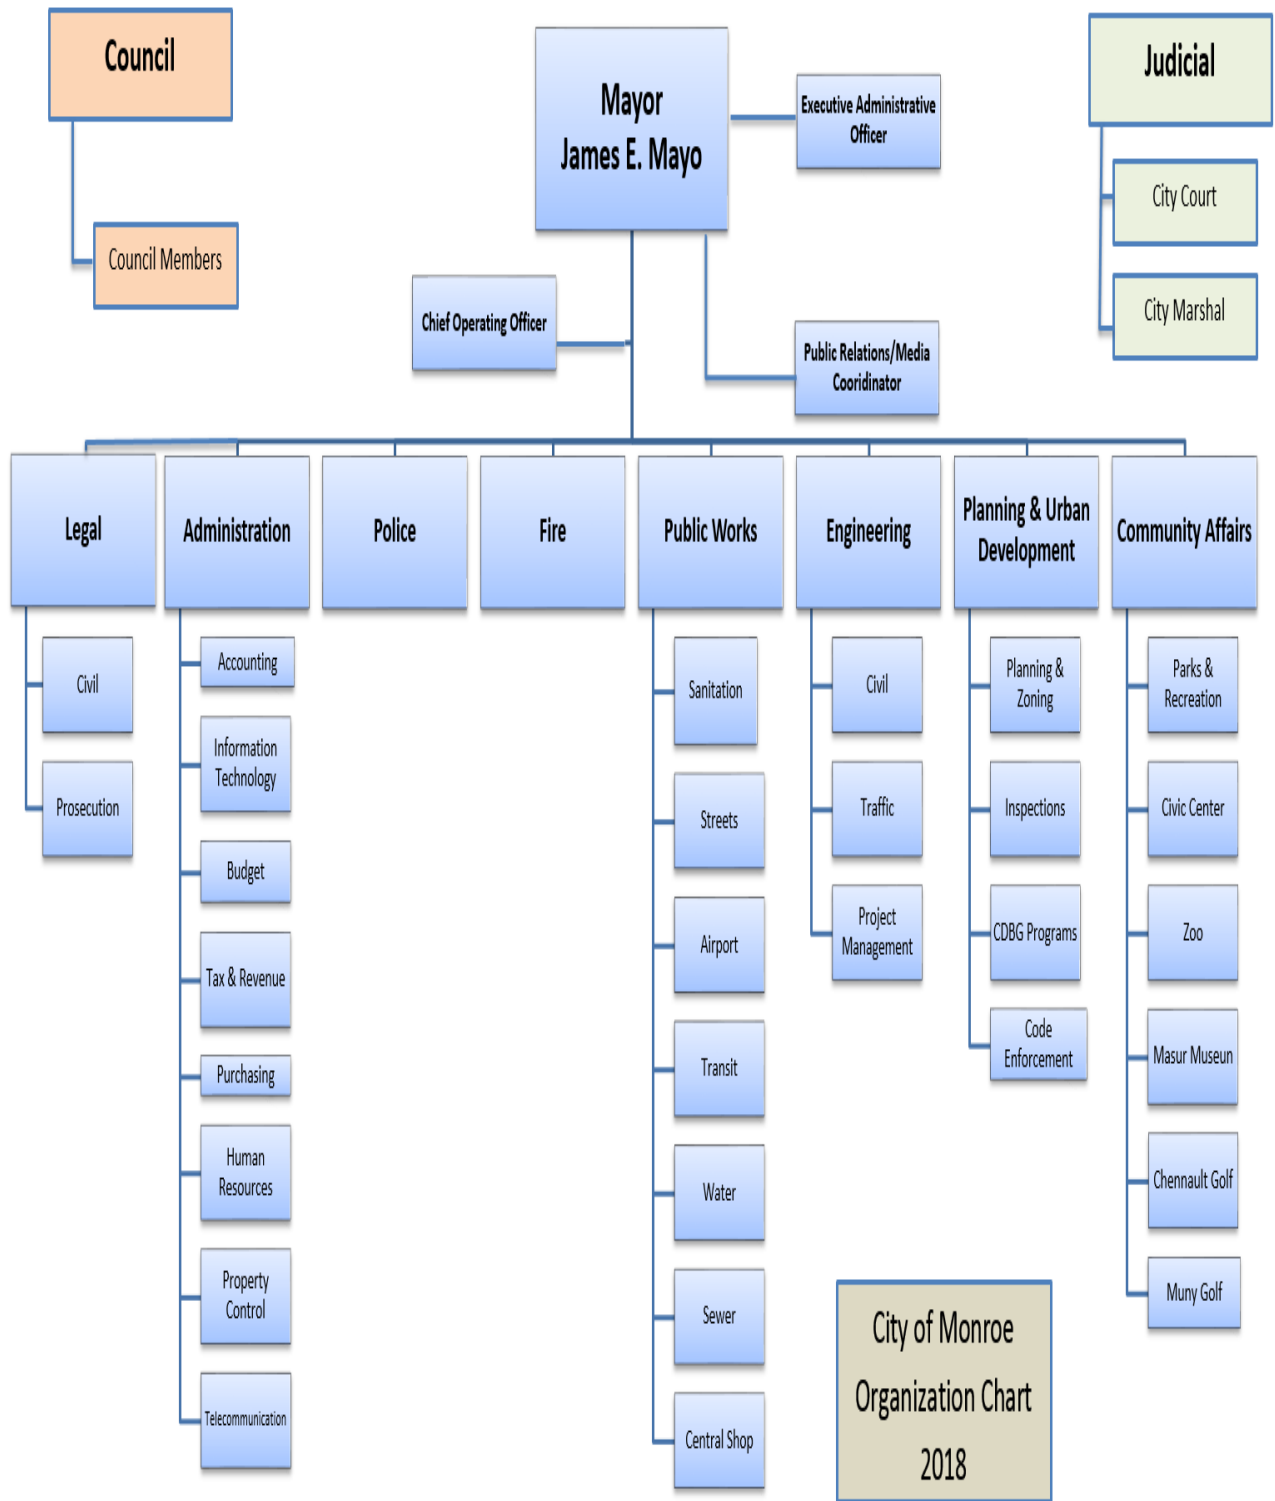 Council
Council Members
Mayor
James E. Mayo
Executive Administrative
Officer
Chief Operating Officer
Public Relations/Media
Cooridinator
Judicial
City Court
City Marshal
Legal
Civil
Prosecution
Administration
Accounting
Information
Technology
Budget
Tax & Revenue
Purchasing
Human
Resources
Property
Control
Telecommunication
Police
Fire
Public Works
Sanitation
Streets
Airport
Transit
Water
Sewer
Central Shop
Engineering
Civil
Traffic
Project
Management
Planning & Urban
Development
Planning &
Zoning
Inspections
CDBG Programs
Code
Enforcement
Community Affairs
Parks &
Recreation
Civic Center
Zoo
Masur Museun
Chennault Golf
Muny Golf
City of Monroe
Organization Chart
2018